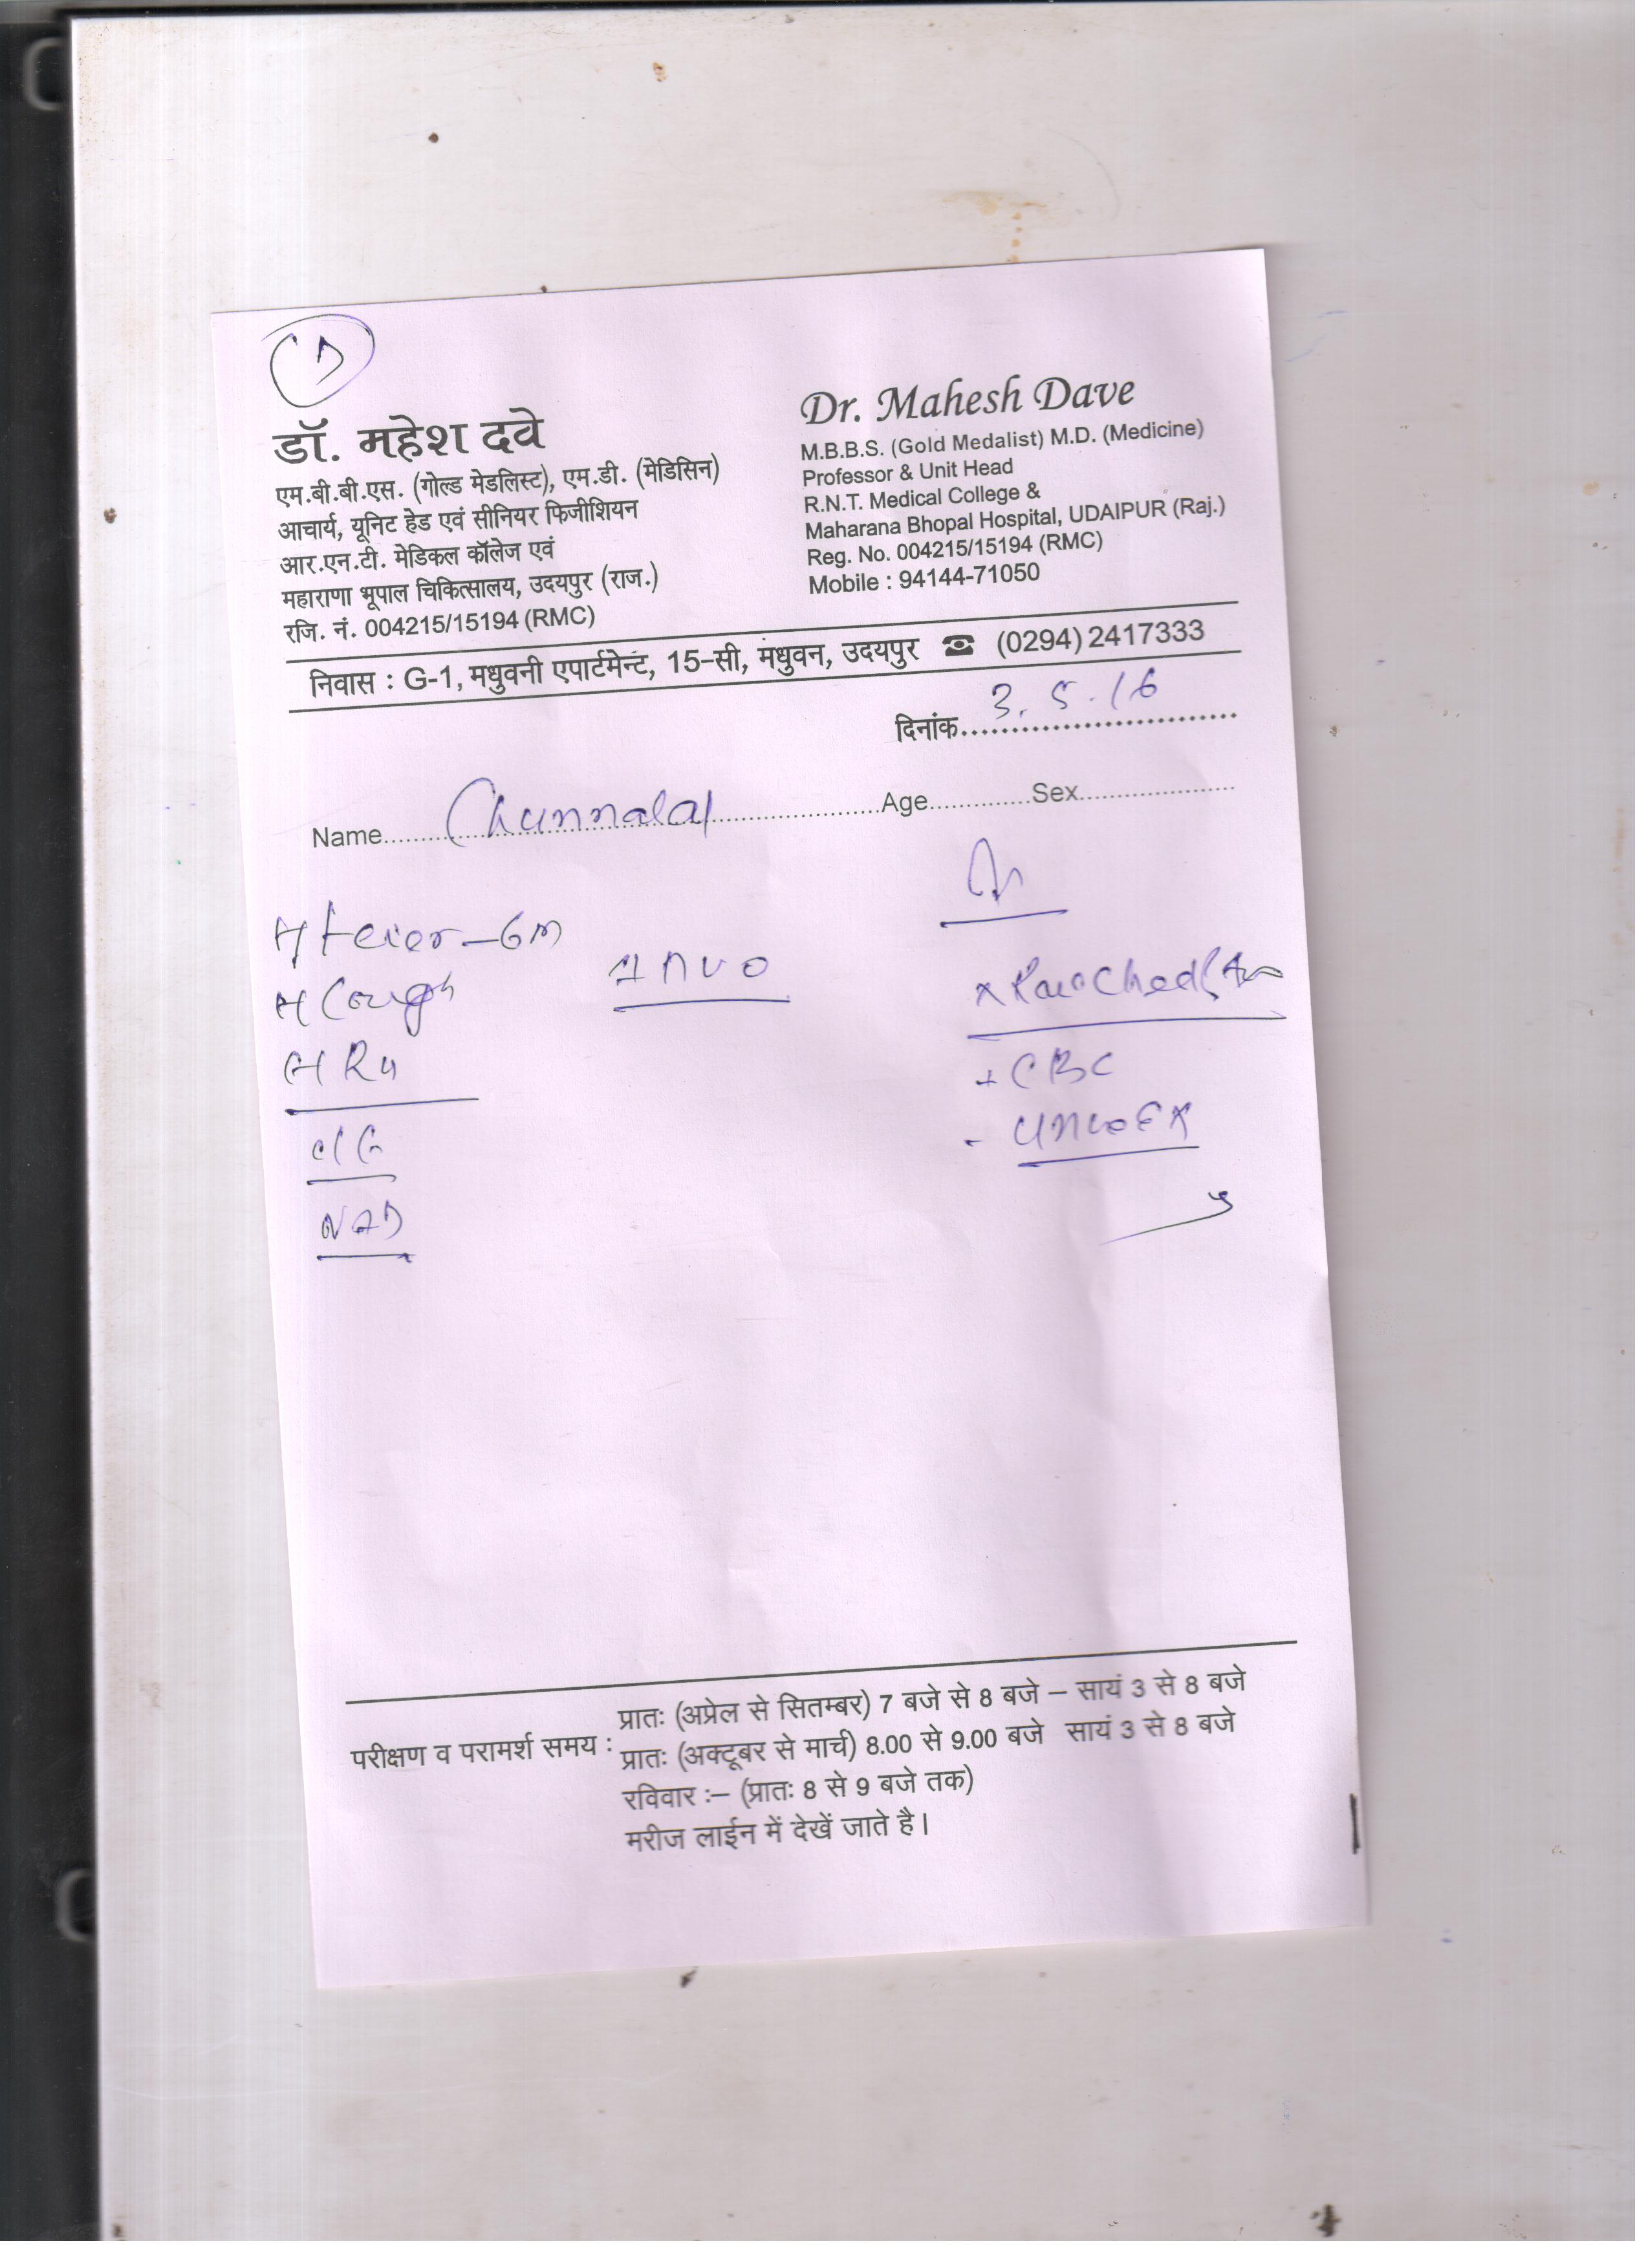 डॉ. महेश दवे
एम.बी.बी.एस. (गोल्ड मेडलिस्ट), एम.डी. (मेडिसिन)
आचार्य, यूनिट हेड एवं सीनियर फिजीशियन
आर.एन.टी. मेडिकल कॉलेज एवं
महाराणा भूपाल चिकित्सालय, उदयपुर (राज.)
रजि. नं. 004215/15194 (RMC)
Dr. Mahesh Dave
M.B.B.S. (Gold Medalist) M.D. (Medicine)
Professor & Unit Head
R.N.T. Medical College &
Maharana Bhopal Hospital, UDAIPUR (Raj.)
Reg. No. 004215/15194 (RMC)
Mobile : 94144-71050
निवास : G-1, मधुवनी एपार्टमेन्ट, 15-सी, मधुवन, उदयपुर ☎ (0294) 2417333
दिनांक 3.5.16
Name Chunnalal Age Sex
Fever - 6m
Cough
NAD
CBC
परीक्षण व परामर्श समय : प्रातः (अप्रेल से सितम्बर) 7 बजे से 8 बजे – सायं 3 से 8 बजे
प्रातः (अक्टूबर से मार्च) 8.00 से 9.00 बजे सायं 3 से 8 बजे
रविवार :– (प्रातः 8 से 9 बजे तक)
मरीज लाईन में देखें जाते है।